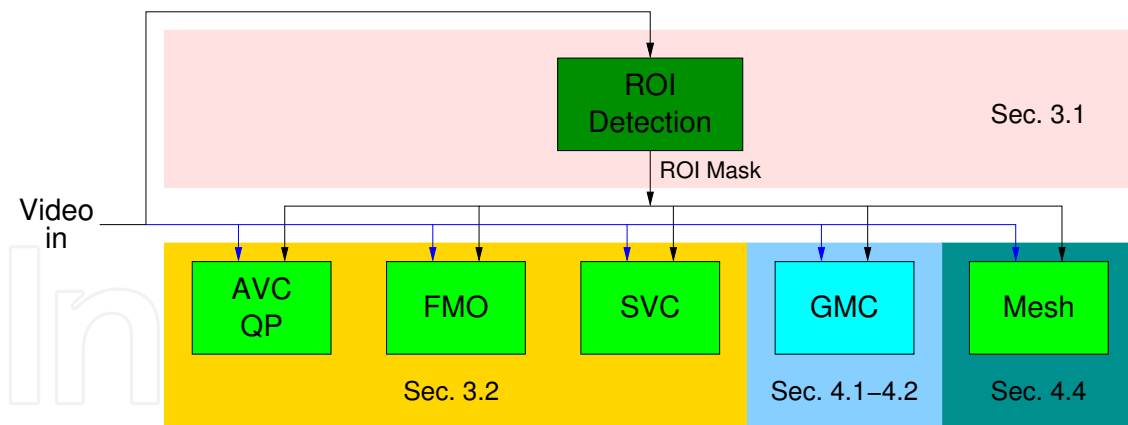 ROI
Detection
Sec. 3.1
ROI Mask
Video
in
AVC
QP
FMO
SVC
GMC
Mesh
Sec. 3.2
Sec. 4.1–4.2
Sec. 4.4
In